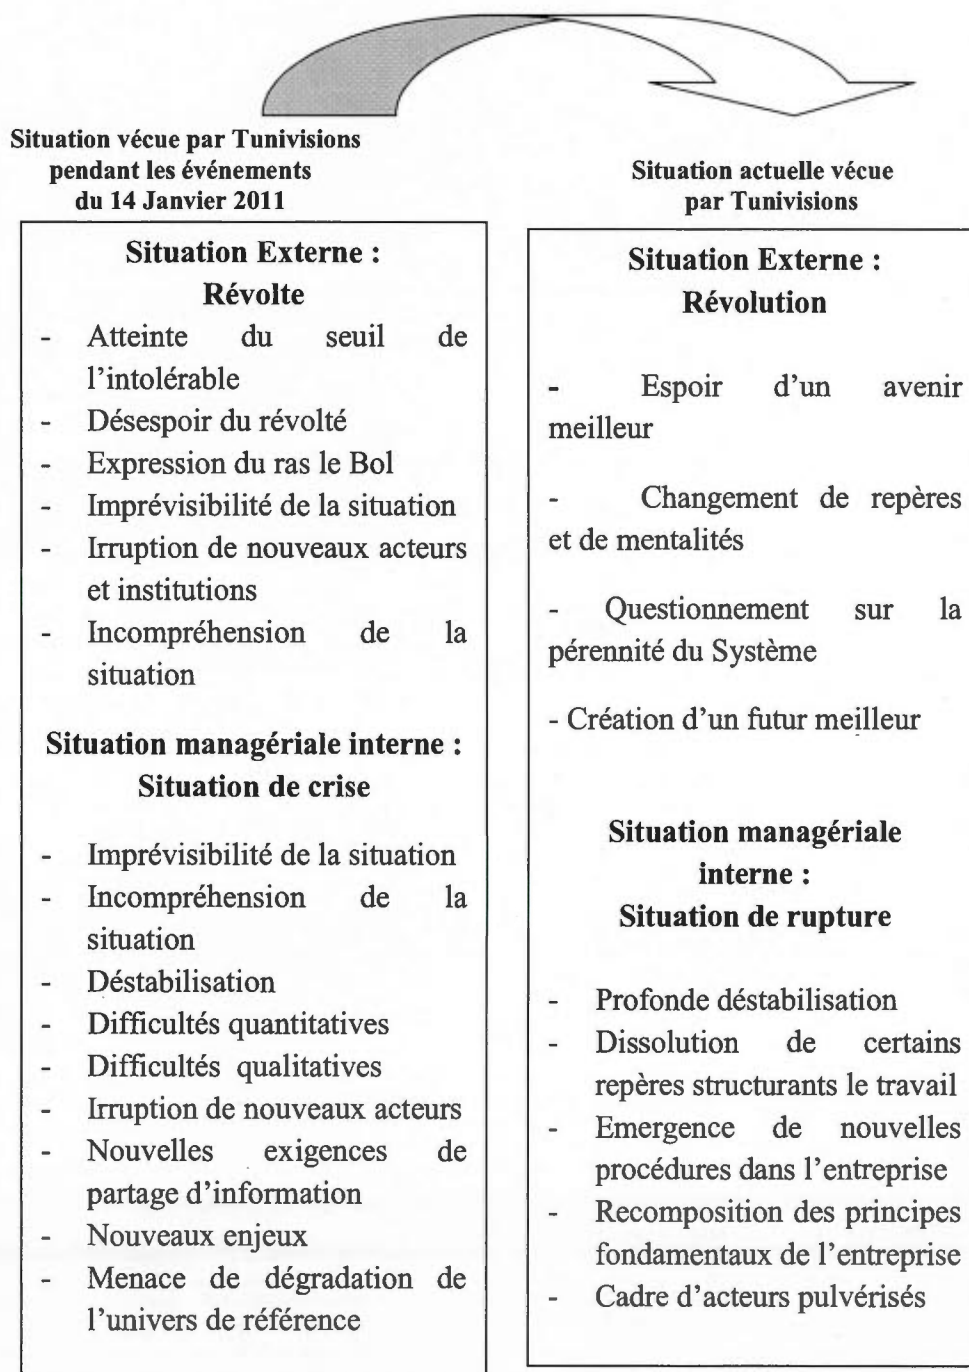 Situation vécue par Tunivisions
pendant les événements
du 14 Janvier 2011
Situation Externe :
Révolte
- Atteinte du seuil de
l'intolérable
- Désespoir du révolté
- Expression du ras le Bol
- Imprévisibilité de la situation
- Irruption de nouveaux acteurs
et institutions
- Incompréhension de la
situation
Situation managériale interne :
Situation de crise
- Imprévisibilité de la situation
- Incompréhension de la
situation
- Déstabilisation
- Difficultés quantitatives
- Difficultés qualitatives
- Irruption de nouveaux acteurs
- Nouvelles exigences de
partage d'information
- Nouveaux enjeux
- Menace de dégradation de
l'univers de référence
Situation actuelle vécue
par Tunivisions
Situation Externe :
Révolution
- Espoir d'un avenir
meilleur
- Changement de repères
et de mentalités
- Questionnement sur la
pérennité du Système
- Création d'un futur meilleur
Situation managériale
interne :
Situation de rupture
- Profonde déstabilisation
- Dissolution de certains
repères structurants le travail
- Emergence de nouvelles
procédures dans l'entreprise
- Recomposition des principes
fondamentaux de l'entreprise
- Cadre d'acteurs pulvérisés